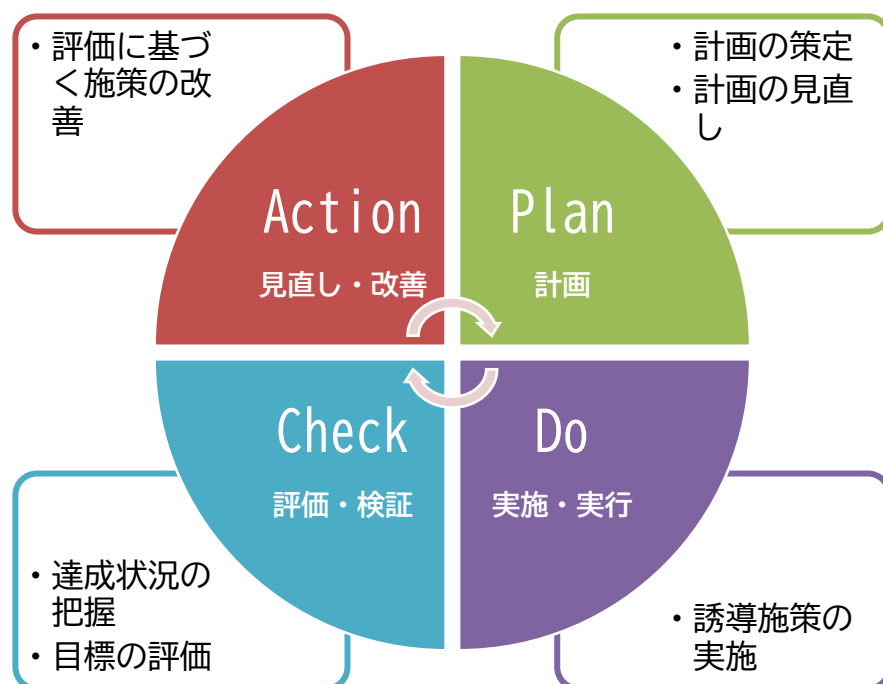 ・評価に基づ
く施策の改
善
・計画の策定
・計画の見直
し
Action
見直し・改善
Plan
計画
Check
評価・検証
Do
実施・実行
・達成状況の
把握
・目標の評価
・誘導施策の
実施